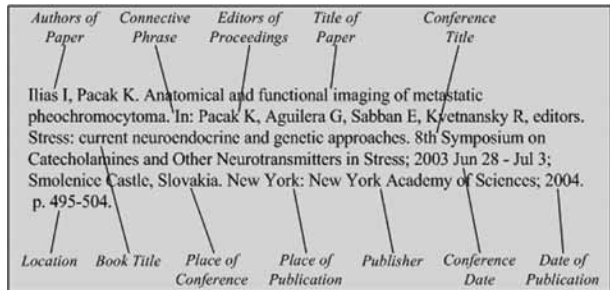 Authors of Connective Editors of Title of Conference
Paper Phrase Proceedings Paper Title
Ilias I, Pacak K. Anatomical and functional imaging of metastatic
pheochromocytoma. In: Pacak K, Aguilera G, Sabban E, Kvetnansky R, editors.
Stress: current neuroendocrine and genetic approaches. 8th Symposium on
Catecholamines and Other Neurotransmitters in Stress; 2003 Jun 28 - Jul 3;
Smolenice Castle, Slovakia. New York: New York Academy of Sciences; 2004.
p. 495-504.
Location Book Title Place of Place of Publisher Conference Date of
Conference Publication Date Publication